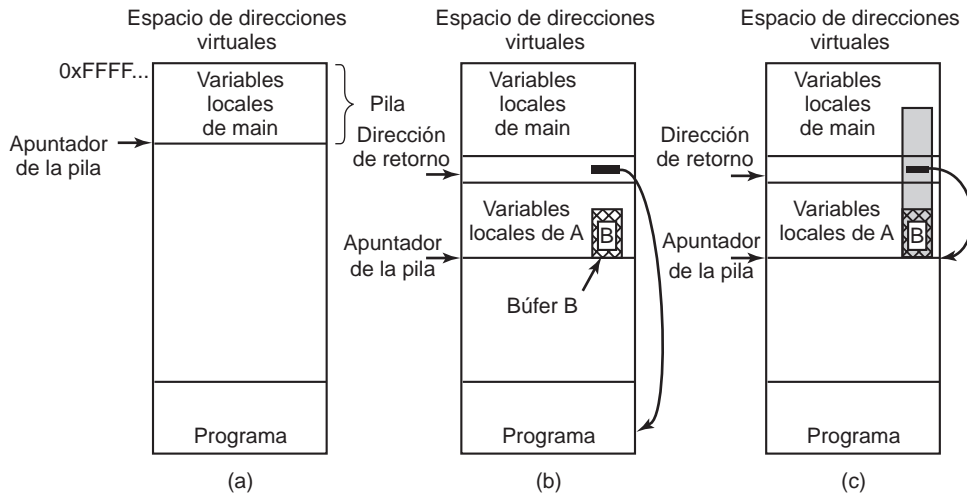 Espacio de direcciones
virtuales
0xFFFF...
Variables
locales
de main
Pila
Apuntador
de la pila
Programa
(a)
Espacio de direcciones
virtuales
Variables
locales
de main
Dirección
de retorno
Variables
locales de A
B
Apuntador
de la pila
Búfer B
Programa
(b)
Espacio de direcciones
virtuales
Variables
locales
de main
Dirección
de retorno
Variables
locales de A
B
Apuntador
de la pila
Programa
(c)